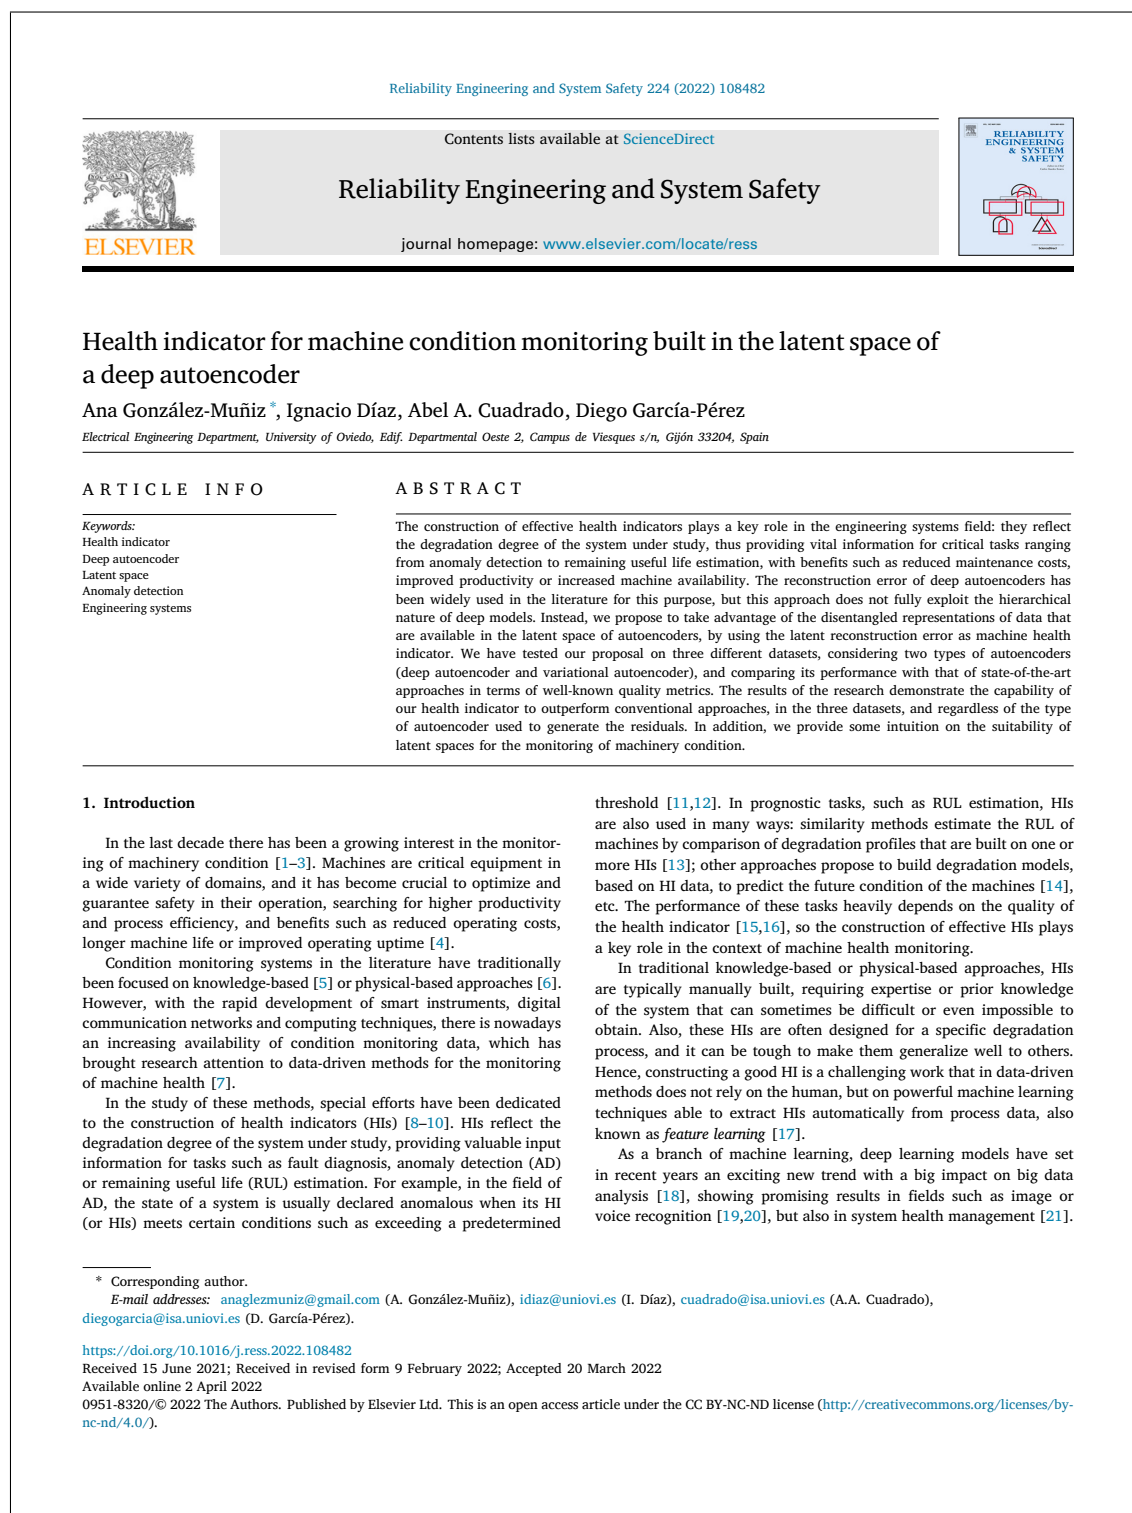 Reliability Engineering and System Safety 224 (2022) 108482
Contents lists available at ScienceDirect
Reliability Engineering and System Safety
journal homepage: www.elsevier.com/locate/ress
ELSEVIER
RELIABILITY
ENGINEERING
& SYSTEM
SAFETY
Health indicator for machine condition monitoring built in the latent space of
a deep autoencoder
Ana González-Muñiz *, Ignacio Díaz, Abel A. Cuadrado, Diego García-Pérez
Electrical Engineering Department, University of Oviedo, Edif. Departmental Oeste 2, Campus de Viesques s/n, Gijón 33204, Spain
ARTICLE INFO
Keywords:
Health indicator
Deep autoencoder
Latent space
Anomaly detection
Engineering systems
ABSTRACT
The construction of effective health indicators plays a key role in the engineering systems field: they reflect
the degradation degree of the system under study, thus providing vital information for critical tasks ranging
from anomaly detection to remaining useful life estimation, with benefits such as reduced maintenance costs,
improved productivity or increased machine availability. The reconstruction error of deep autoencoders has
been widely used in the literature for this purpose, but this approach does not fully exploit the hierarchical
nature of deep models. Instead, we propose to take advantage of the disentangled representations of data that
are available in the latent space of autoencoders, by using the latent reconstruction error as machine health
indicator. We have tested our proposal on three different datasets, considering two types of autoencoders
(deep autoencoder and variational autoencoder), and comparing its performance with that of state-of-the-art
approaches in terms of well-known quality metrics. The results of the research demonstrate the capability of
our health indicator to outperform conventional approaches, in the three datasets, and regardless of the type
of autoencoder used to generate the residuals. In addition, we provide some intuition on the suitability of
latent spaces for the monitoring of machinery condition.
1. Introduction
In the last decade there has been a growing interest in the monitor-
ing of machinery condition [1–3]. Machines are critical equipment in
a wide variety of domains, and it has become crucial to optimize and
guarantee safety in their operation, searching for higher productivity
and process efficiency, and benefits such as reduced operating costs,
longer machine life or improved operating uptime [4].
Condition monitoring systems in the literature have traditionally
been focused on knowledge-based [5] or physical-based approaches [6].
However, with the rapid development of smart instruments, digital
communication networks and computing techniques, there is nowadays
an increasing availability of condition monitoring data, which has
brought research attention to data-driven methods for the monitoring
of machine health [7].
In the study of these methods, special efforts have been dedicated
to the construction of health indicators (HIs) [8–10]. HIs reflect the
degradation degree of the system under study, providing valuable input
information for tasks such as fault diagnosis, anomaly detection (AD)
or remaining useful life (RUL) estimation. For example, in the field of
AD, the state of a system is usually declared anomalous when its HI
(or HIs) meets certain conditions such as exceeding a predetermined
threshold [11,12]. In prognostic tasks, such as RUL estimation, HIs
are also used in many ways: similarity methods estimate the RUL of
machines by comparison of degradation profiles that are built on one or
more HIs [13]; other approaches propose to build degradation models,
based on HI data, to predict the future condition of the machines [14],
etc. The performance of these tasks heavily depends on the quality of
the health indicator [15,16], so the construction of effective HIs plays
a key role in the context of machine health monitoring.
In traditional knowledge-based or physical-based approaches, HIs
are typically manually built, requiring expertise or prior knowledge
of the system that can sometimes be difficult or even impossible to
obtain. Also, these HIs are often designed for a specific degradation
process, and it can be tough to make them generalize well to others.
Hence, constructing a good HI is a challenging work that in data-driven
methods does not rely on the human, but on powerful machine learning
techniques able to extract HIs automatically from process data, also
known as feature learning [17].
As a branch of machine learning, deep learning models have set
in recent years an exciting new trend with a big impact on big data
analysis [18], showing promising results in fields such as image or
voice recognition [19,20], but also in system health management [21].
* Corresponding author.
E-mail addresses: anaglezmuniz@gmail.com (A. González-Muñiz), idiaz@uniovi.es (I. Díaz), cuadrado@isa.uniovi.es (A.A. Cuadrado),
diegogarcia@isa.uniovi.es (D. García-Pérez).
https://doi.org/10.1016/j.ress.2022.108482
Received 15 June 2021; Received in revised form 9 February 2022; Accepted 20 March 2022
Available online 2 April 2022
0951-8320/© 2022 The Authors. Published by Elsevier Ltd. This is an open access article under the CC BY-NC-ND license (http://creativecommons.org/licenses/by-
nc-nd/4.0/).